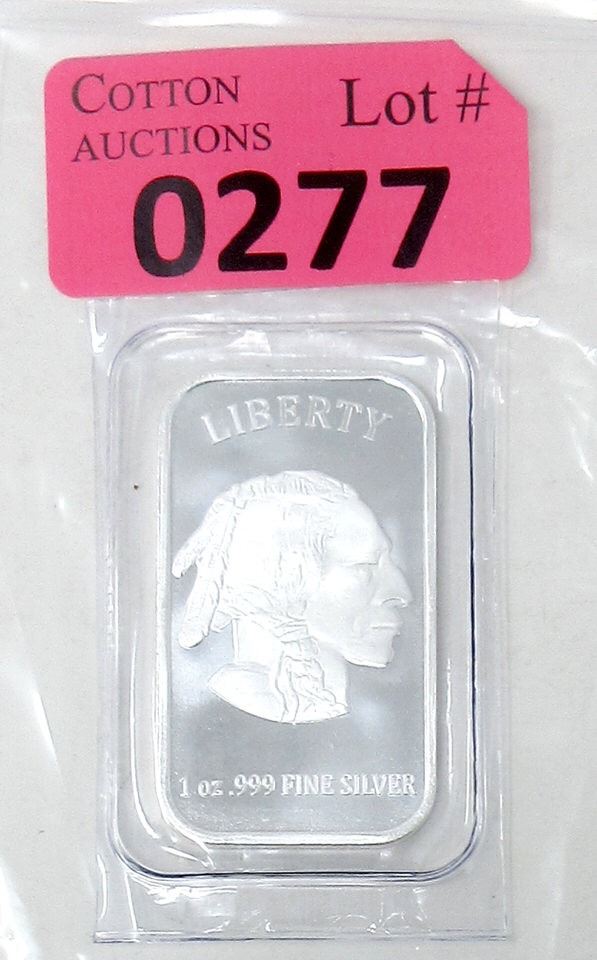 COTTON
AUCTIONS
Lot #
0277
LIBERTY
1 oz .999 FINE SILVER